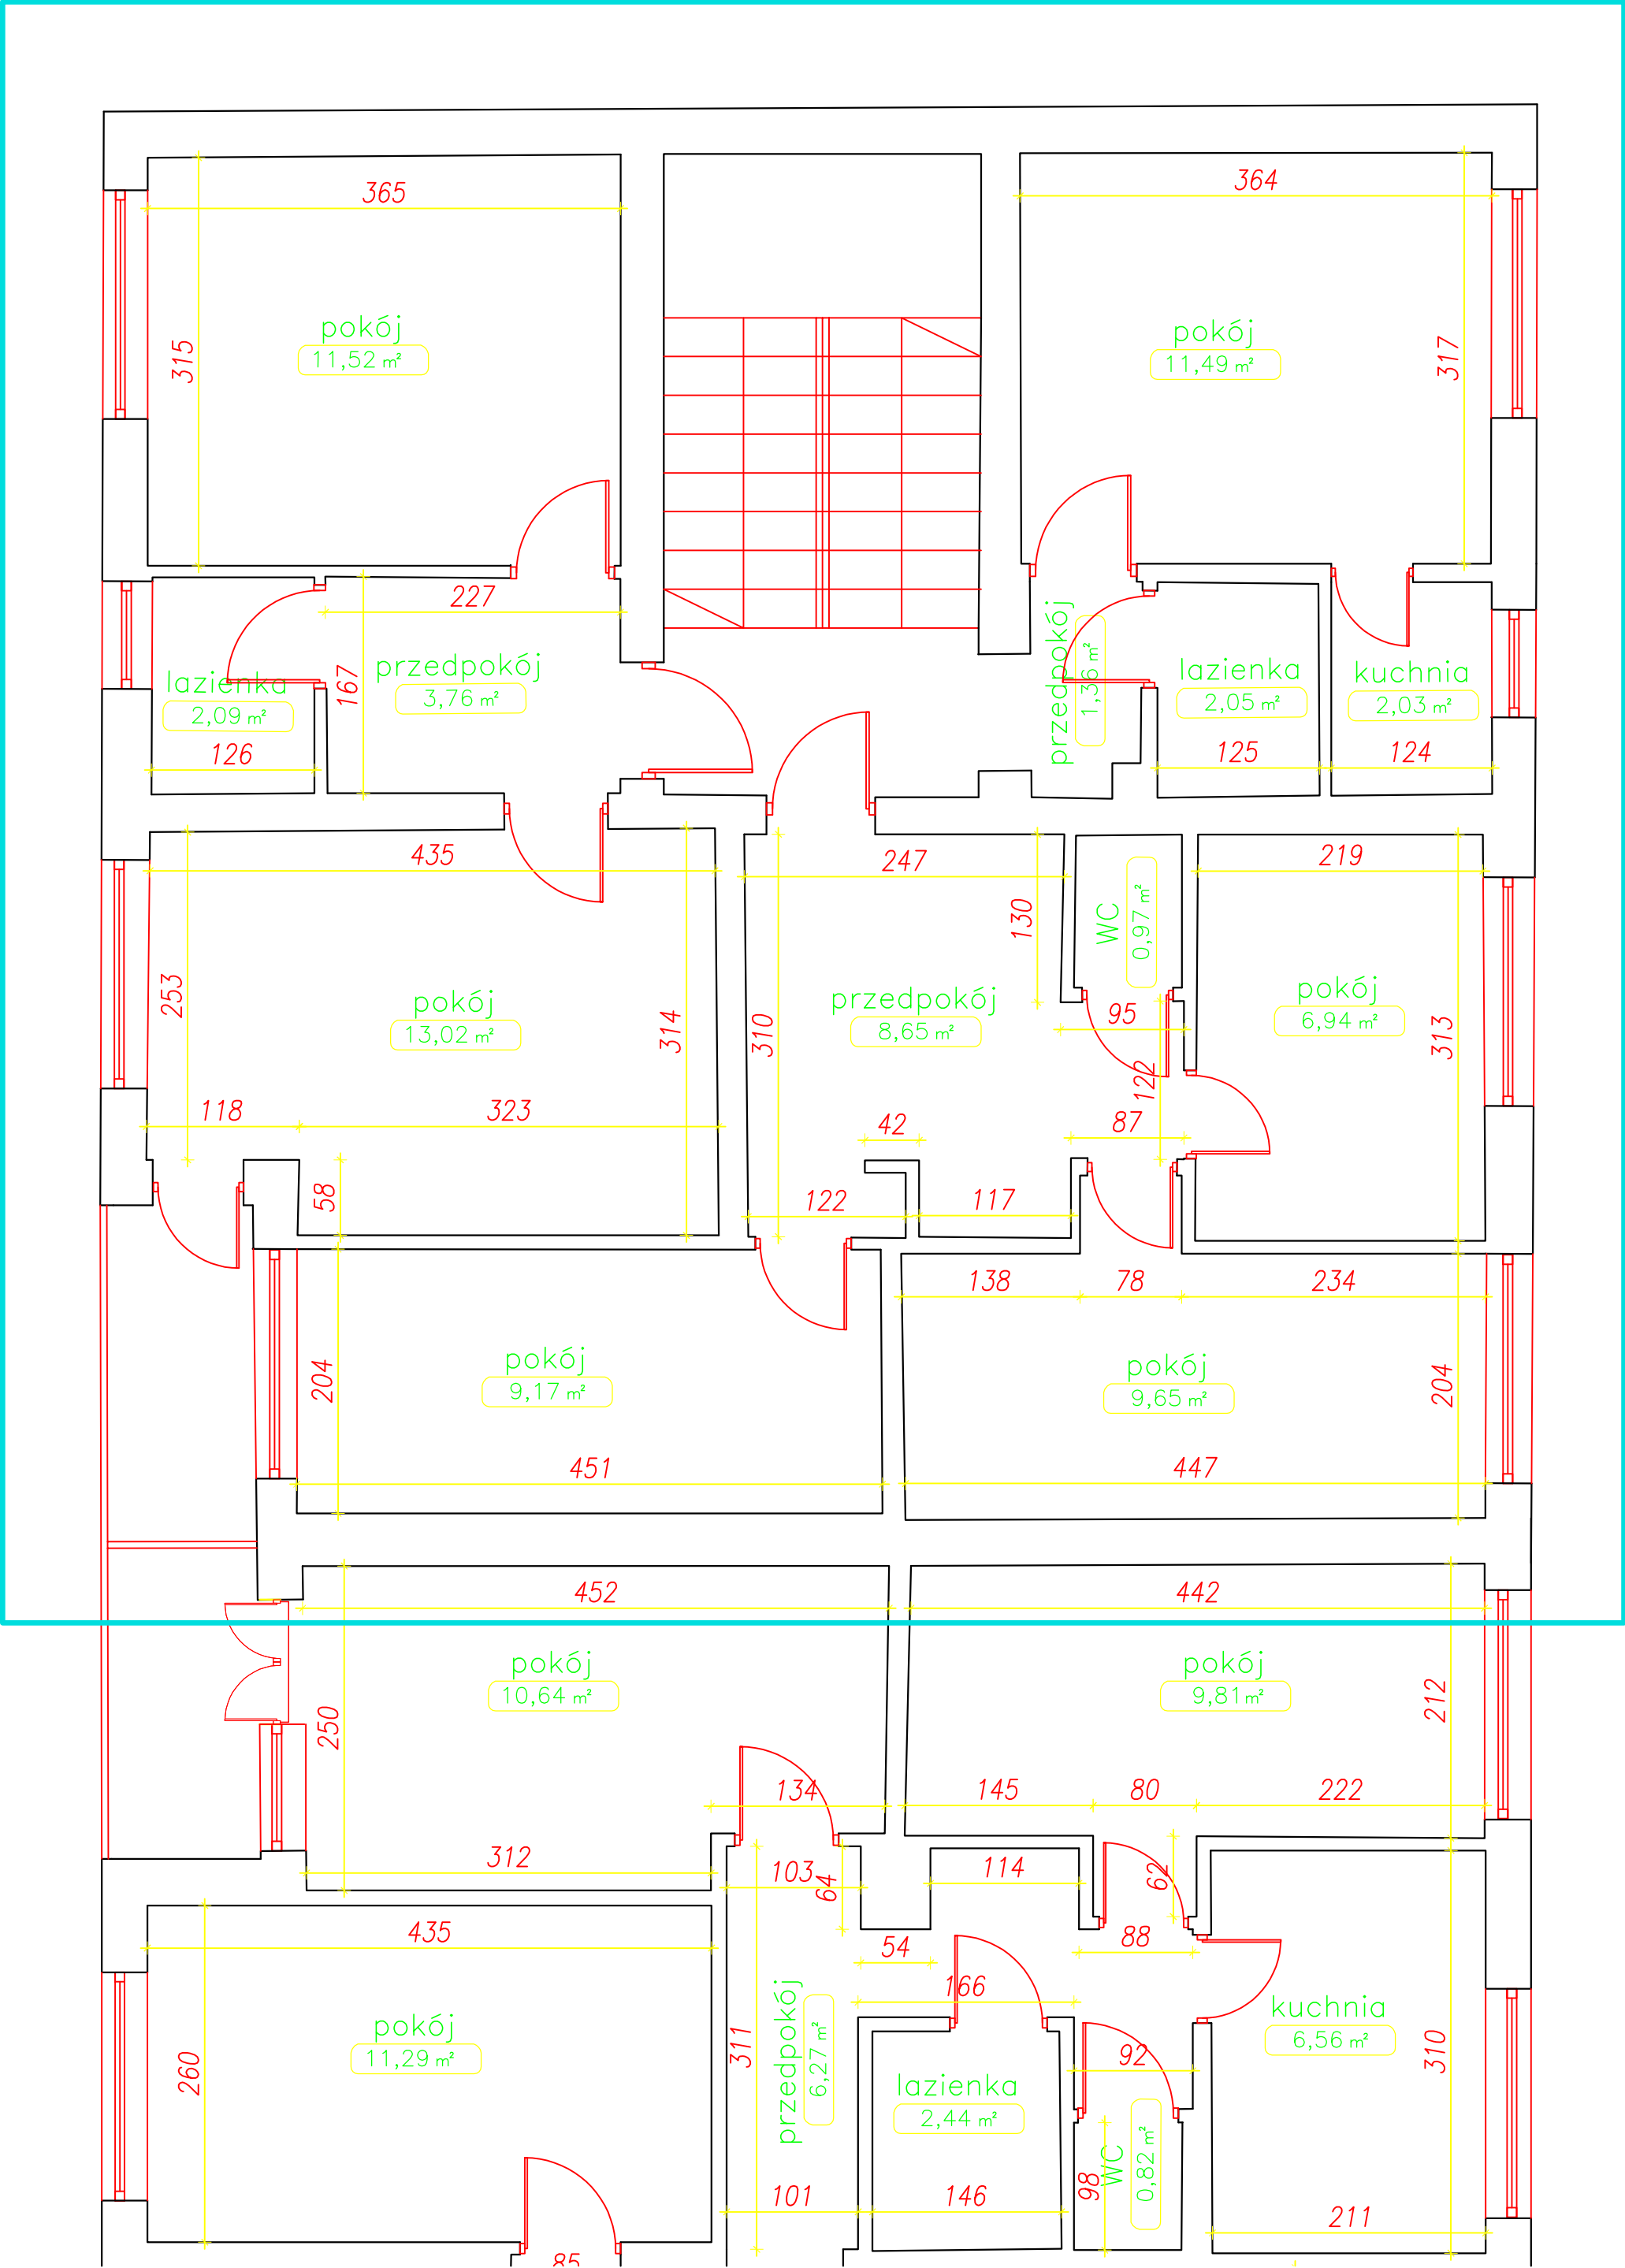 365
364
315
pokój
11,52 m²
pokój
11,49 m²
317
227
167
przedpokój
3,76 m²
lazienka
2,09 m²
126
przedpokój
1,36 m²
lazienka
2,05 m²
125
kuchnia
2,03 m²
124
435
247
130
WC
0,97 m²
219
253
pokój
13,02 m²
314
310
przedpokój
8,65 m²
95
122
pokój
6,94 m²
313
118
323
42
87
58
122
117
138
78
234
204
pokój
9,17 m²
pokój
9,65 m²
204
451
447
452
442
250
pokój
10,64 m²
pokój
9,81 m²
212
134
145
80
222
312
103
64
114
62
435
54
88
166
260
pokój
11,29 m²
311
przedpokój
6,27 m²
lazienka
2,44 m²
92
WC
0,82 m²
98
kuchnia
6,56 m²
310
101
146
211
85